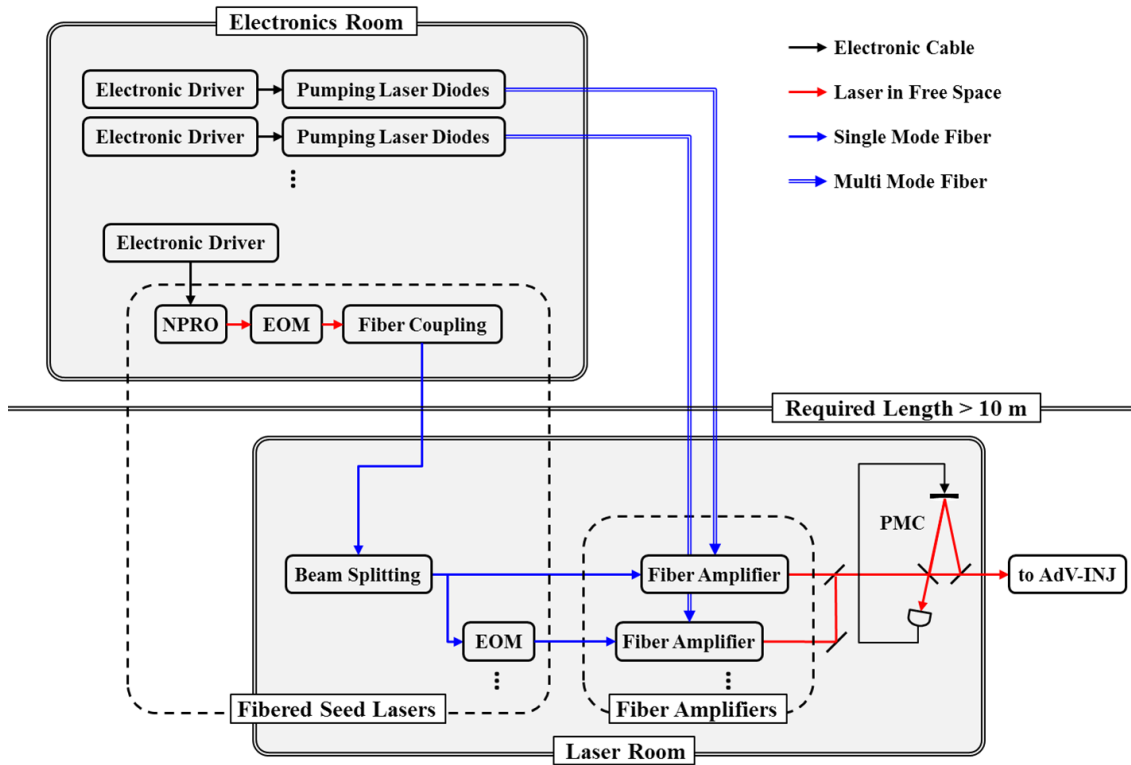 Electronics Room
Electronic Driver
Pumping Laser Diodes
Electronic Driver
Pumping Laser Diodes
Electronic Driver
NPRO
EOM
Fiber Coupling
Electronic Cable
Laser in Free Space
Single Mode Fiber
Multi Mode Fiber
Required Length > 10 m
PMC
Beam Splitting
Fiber Amplifier
to AdV-INJ
EOM
Fiber Amplifier
Fibered Seed Lasers
Fiber Amplifiers
Laser Room